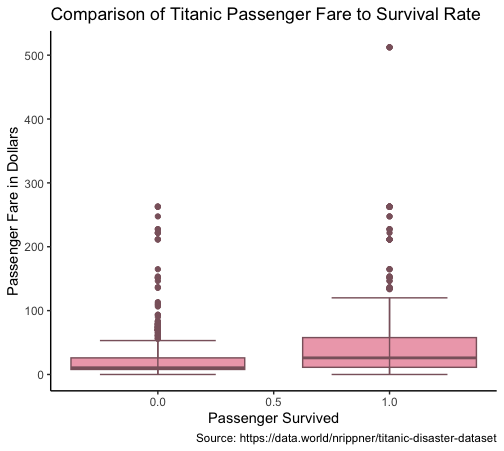 Comparison of Titanic Passenger Fare to Survival Rate
Passenger Fare in Dollars
500
400
300
200
100
0
0.0 0.5 1.0
Passenger Survived
Source: https://data.world/nrippner/titanic-disaster-dataset